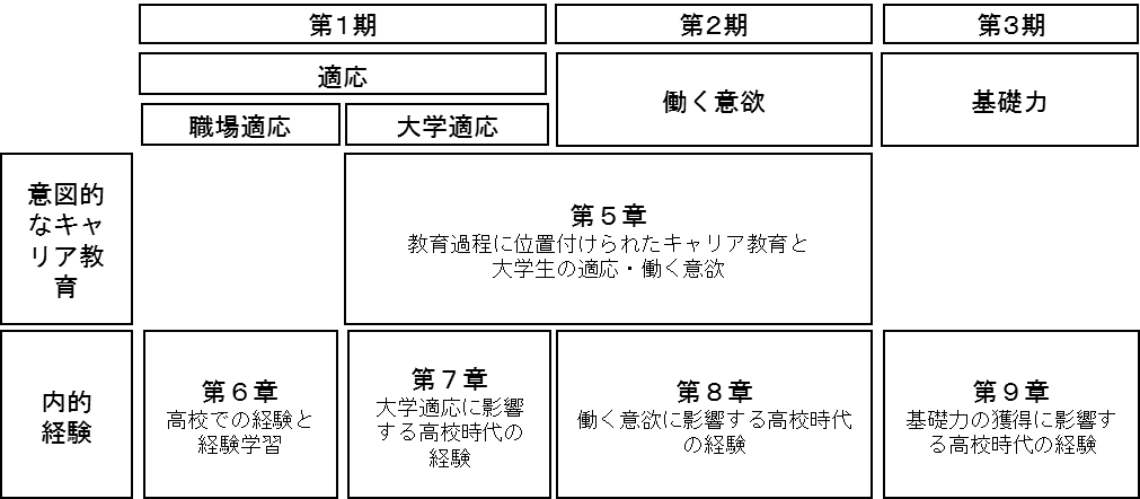 第1期
第2期
第3期
適応
働く意欲
基礎力
職場適応
大学適応
意図的
なキャ
リア教
育
第５章
教育過程に位置付けられたキャリア教育と
大学生の適応・働く意欲
内的
経験
第６章
高校での経験と
経験学習
第７章
大学適応に影響
する高校時代の
経験
第８章
働く意欲に影響する高校時代
の経験
第９章
基礎力の獲得に影響す
る高校時代の経験